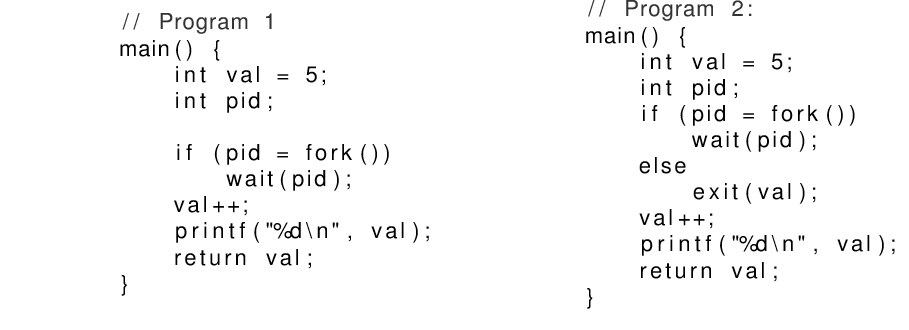 // Program 1
main() {
int val = 5;
int pid;
if (pid = fork())
wait(pid);
val++;
printf("%d\n", val);
return val;
}
// Program 2:
main() {
int val = 5;
int pid;
if (pid = fork())
wait(pid);
else
exit(val);
val++;
printf("%d\n", val);
return val;
}